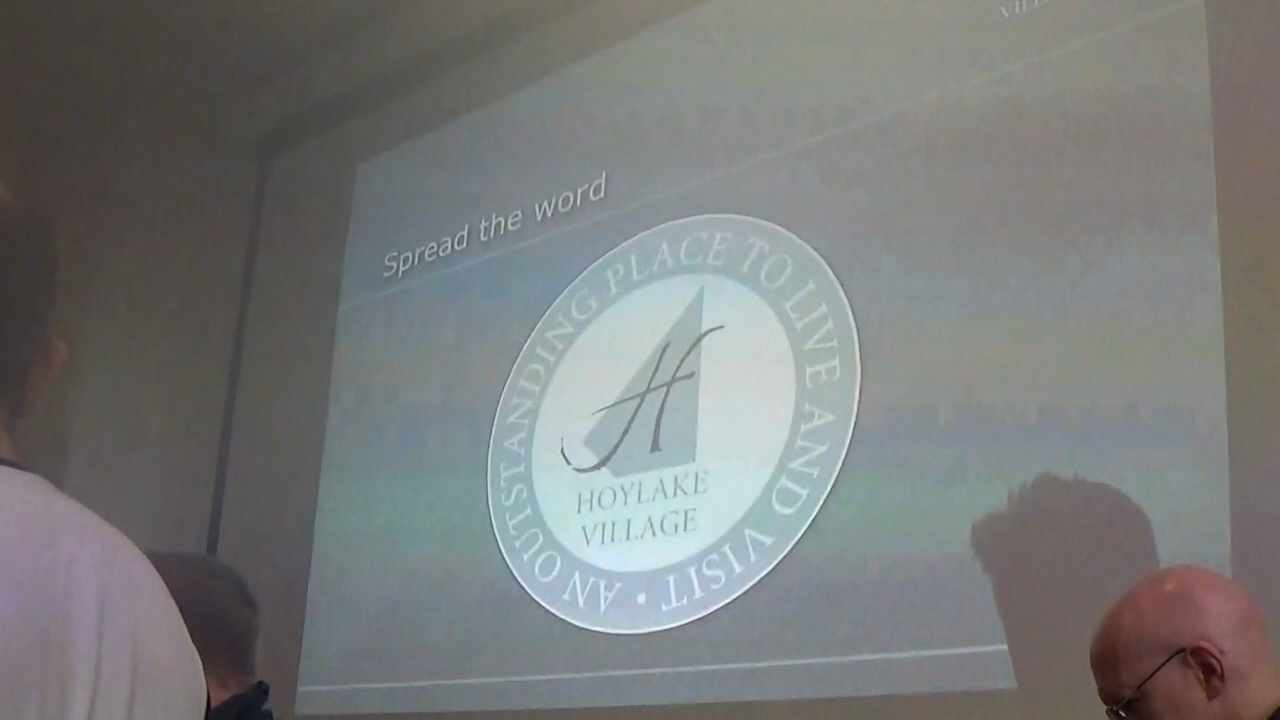 Spread the word
AN OUTSTANDING PLACE TO LIVE AND VISIT •
H
HOYLAKE
VILLAGE